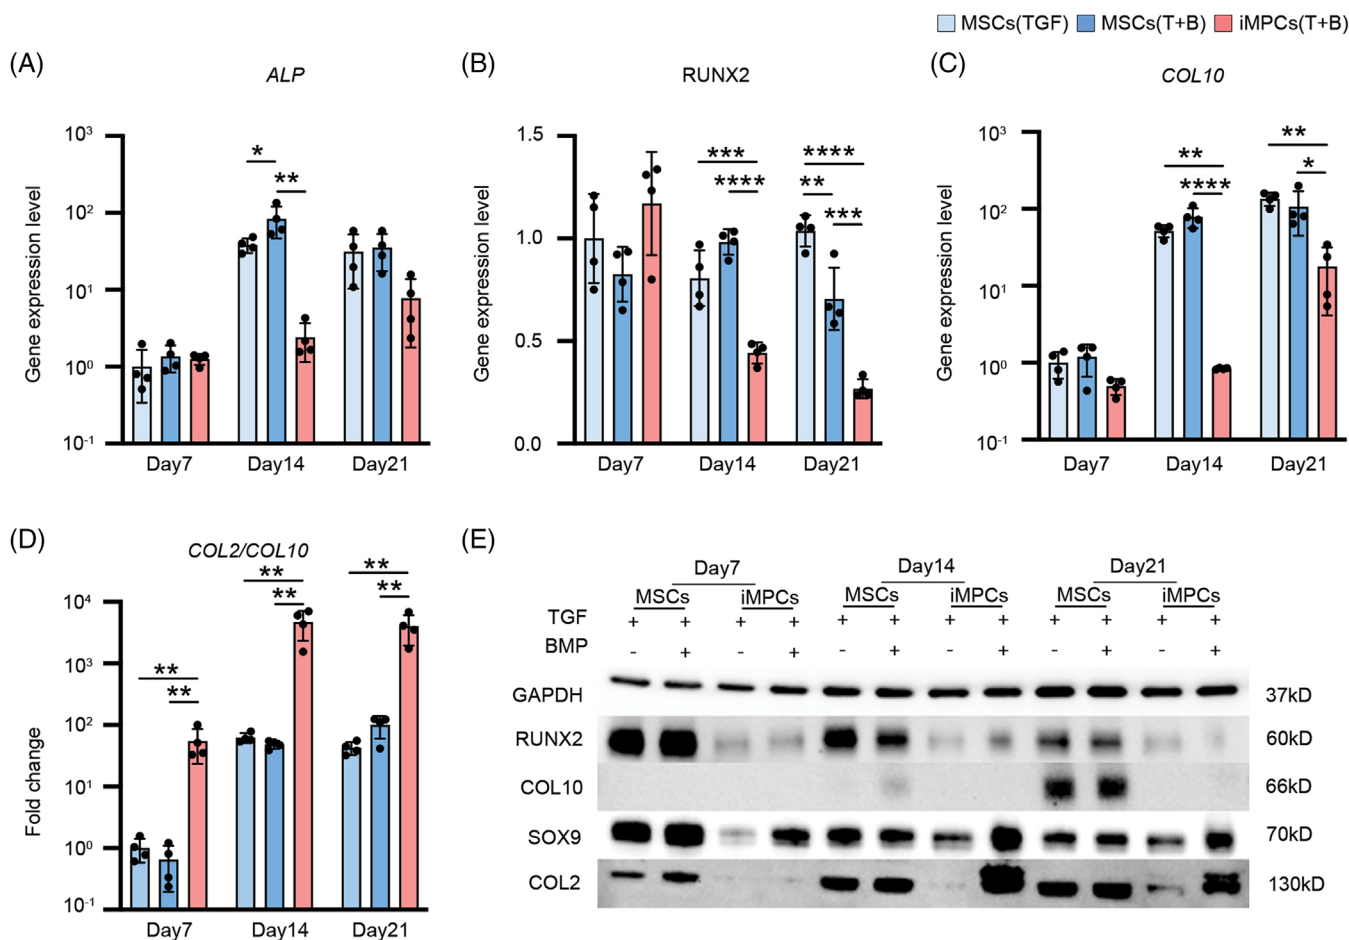 MSCs(TGF) MSCs(T+B) iMPCs(T+B)
(A)
ALP
Gene expression level
10³
10²
10¹
10⁰
10⁻¹
* **
Day7 Day14 Day21
(B)
RUNX2
Gene expression level
1.5
1.0
0.5
0.0
*** ****
**** ** ***
Day7 Day14 Day21
(C)
COL10
Gene expression level
10³
10²
10¹
10⁰
10⁻¹
** ****
** *
Day7 Day14 Day21
(D)
COL2/COL10
Fold change
10⁴
10³
10²
10¹
10⁰
10⁻¹
** **
** **
** **
Day7 Day14 Day21
(E)
Day7 Day14 Day21
MSCs iMPCs MSCs iMPCs MSCs iMPCs
TGF + + + + + + + + + + + +
BMP - + - + - + - + - + - +
GAPDH 37kD
RUNX2 60kD
COL10 66kD
SOX9 70kD
COL2 130kD